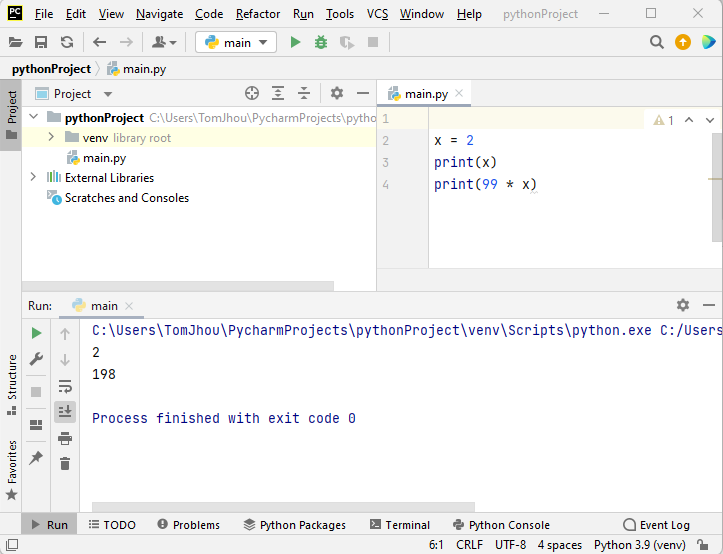 PC File Edit View Navigate Code Refactor Run Tools VCS Window Help pythonProject
main
pythonProject main.py
Project
Project
main.py
pythonProject C:\Users\TomJhou\PycharmProjects\pytho
venv library root
main.py
External Libraries
Scratches and Consoles
1
1
2 x = 2
3 print(x)
4 print(99 * x)
Run: main
C:\Users\TomJhou\PycharmProjects\pythonProject\venv\Scripts\python.exe C:/Users
2
198
Process finished with exit code 0
Structure
Favorites
Run TODO Problems Python Packages Terminal Python Console Event Log
6:1 CRLF UTF-8 4 spaces Python 3.9 (venv)